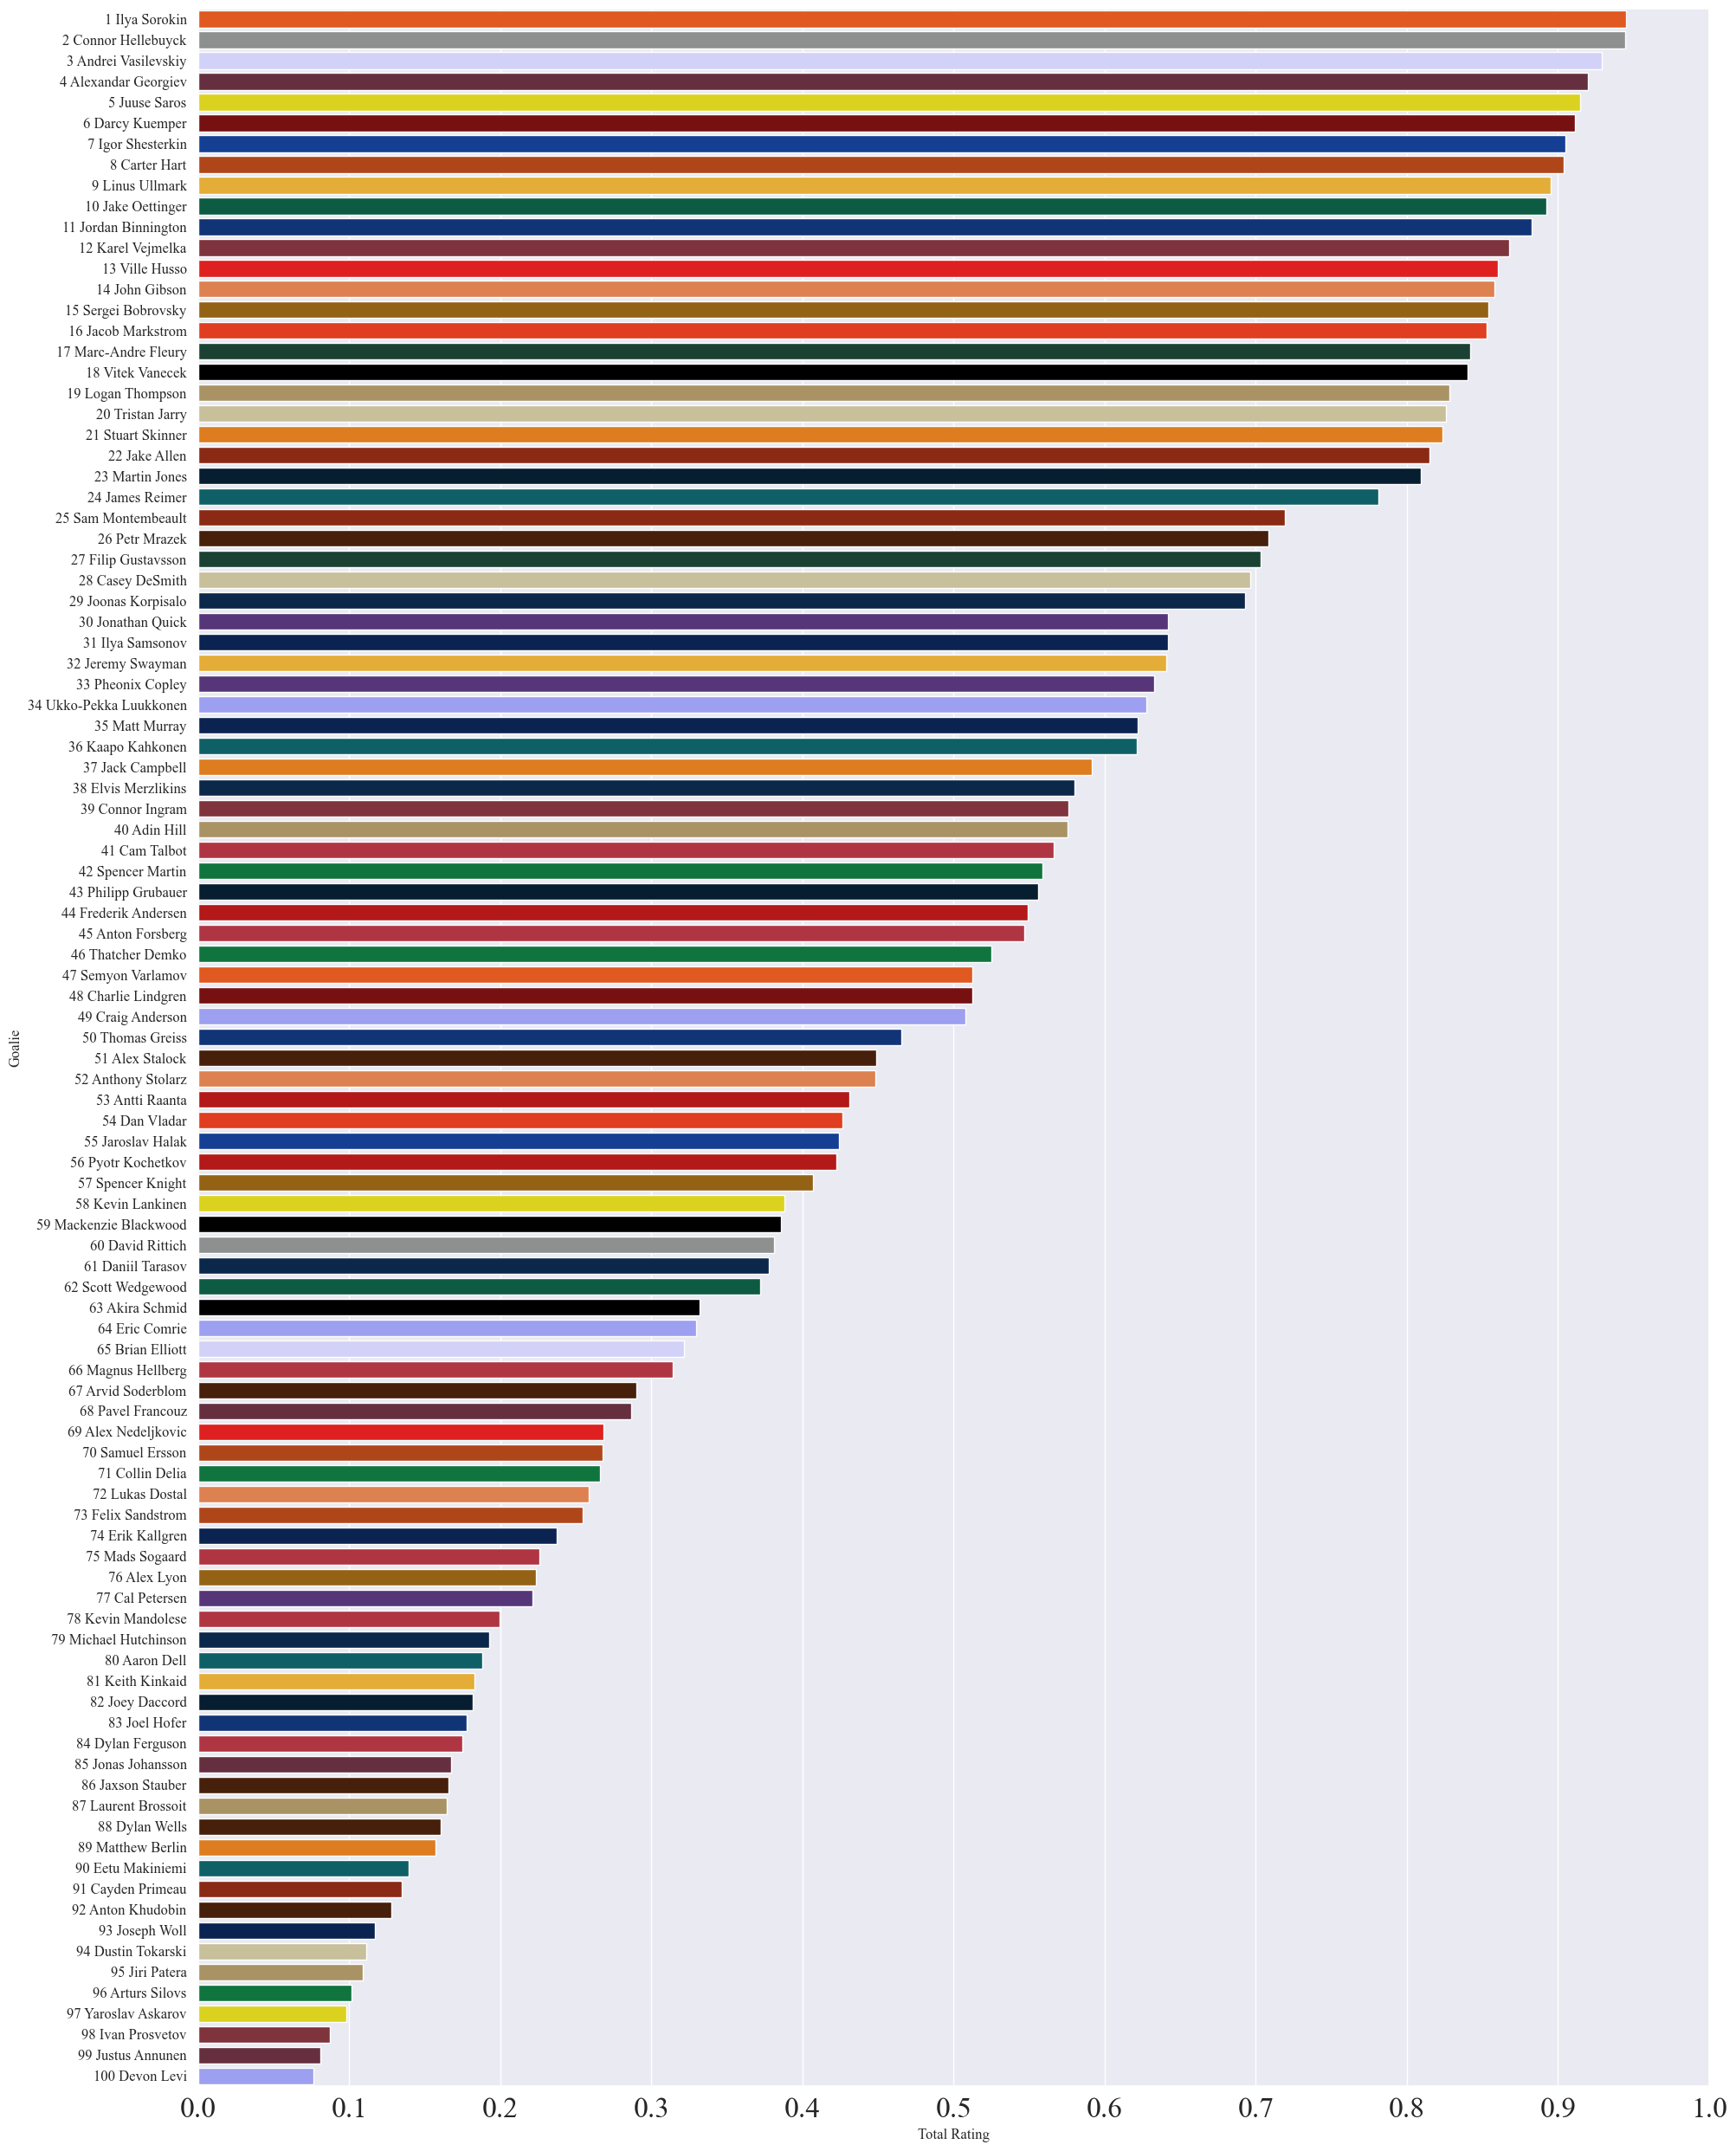 1 Ilya Sorokin
2 Connor Hellebuyck
3 Andrei Vasilevskiy
4 Alexandar Georgiev
5 Juuse Saros
6 Darcy Kuemper
7 Igor Shesterkin
8 Carter Hart
9 Linus Ullmark
10 Jake Oettinger
11 Jordan Binnington
12 Karel Vejmelka
13 Ville Husso
14 John Gibson
15 Sergei Bobrovsky
16 Jacob Markstrom
17 Marc-Andre Fleury
18 Vitek Vanecek
19 Logan Thompson
20 Tristan Jarry
21 Stuart Skinner
22 Jake Allen
23 Martin Jones
24 James Reimer
25 Sam Montembeault
26 Petr Mrazek
27 Filip Gustavsson
28 Casey DeSmith
29 Joonas Korpisalo
30 Jonathan Quick
31 Ilya Samsonov
32 Jeremy Swayman
33 Pheonix Copley
34 Ukko-Pekka Luukkonen
35 Matt Murray
36 Kaapo Kahkonen
37 Jack Campbell
38 Elvis Merzlikins
39 Connor Ingram
40 Adin Hill
41 Cam Talbot
42 Spencer Martin
43 Philipp Grubauer
44 Frederik Andersen
45 Anton Forsberg
46 Thatcher Demko
47 Semyon Varlamov
48 Charlie Lindgren
49 Craig Anderson
50 Thomas Greiss
51 Alex Stalock
52 Anthony Stolarz
53 Antti Raanta
54 Dan Vladar
55 Jaroslav Halak
56 Pyotr Kochetkov
57 Spencer Knight
58 Kevin Lankinen
59 Mackenzie Blackwood
60 David Rittich
61 Daniil Tarasov
62 Scott Wedgewood
63 Akira Schmid
64 Eric Comrie
65 Brian Elliott
66 Magnus Hellberg
67 Arvid Soderblom
68 Pavel Francouz
69 Alex Nedeljkovic
70 Samuel Ersson
71 Collin Delia
72 Lukas Dostal
73 Felix Sandstrom
74 Erik Kallgren
75 Mads Sogaard
76 Alex Lyon
77 Cal Petersen
78 Kevin Mandolese
79 Michael Hutchinson
80 Aaron Dell
81 Keith Kinkaid
82 Joey Daccord
83 Joel Hofer
84 Dylan Ferguson
85 Jonas Johansson
86 Jaxson Stauber
87 Laurent Brossoit
88 Dylan Wells
89 Matthew Berlin
90 Eetu Makiniemi
91 Cayden Primeau
92 Anton Khudobin
93 Joseph Woll
94 Dustin Tokarski
95 Jiri Patera
96 Arturs Silovs
97 Yaroslav Askarov
98 Ivan Prosvetov
99 Justus Annunen
100 Devon Levi
Goalie
0.0 0.1 0.2 0.3 0.4 0.5 0.6 0.7 0.8 0.9 1.0
Total Rating